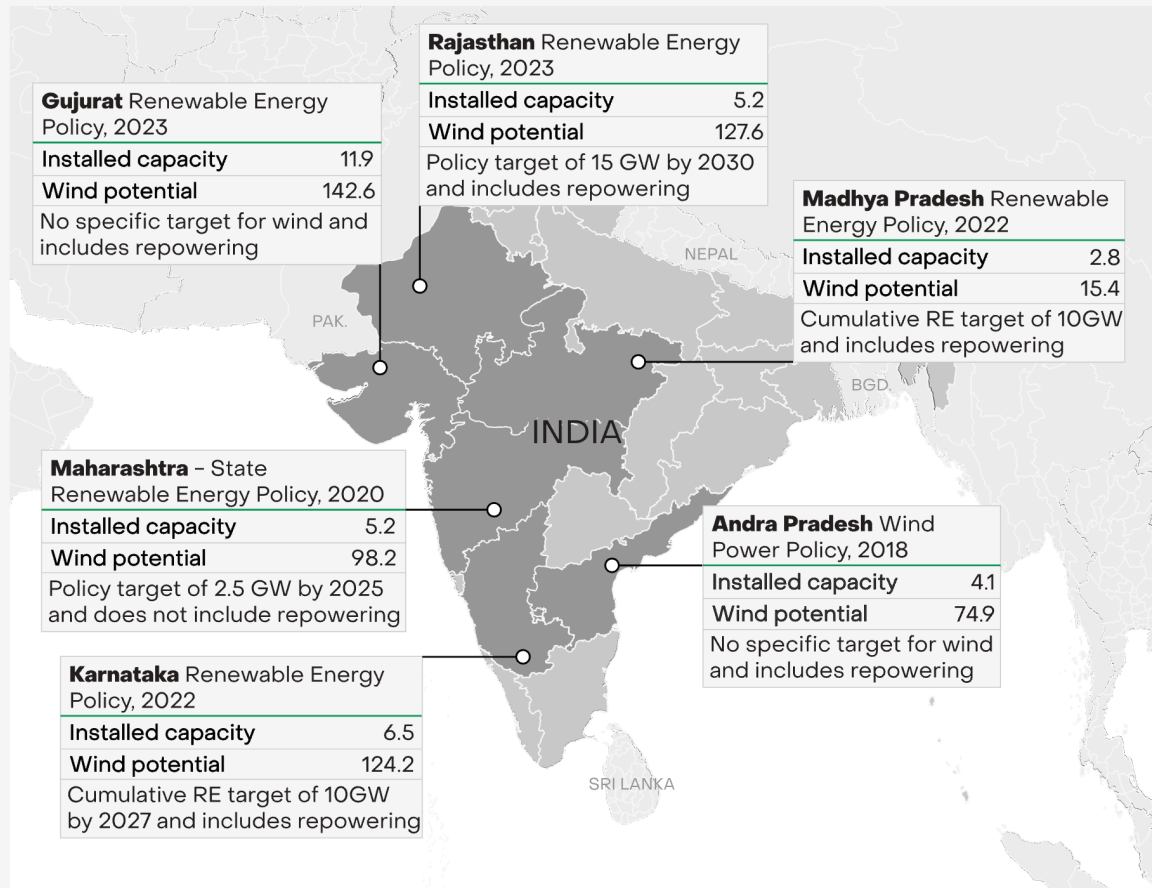 Rajasthan Renewable Energy
Policy, 2023
Installed capacity 5.2
Wind potential 127.6
Policy target of 15 GW by 2030
and includes repowering
Gujurat Renewable Energy
Policy, 2023
Installed capacity 11.9
Wind potential 142.6
No specific target for wind and
includes repowering
Madhya Pradesh Renewable
Energy Policy, 2022
Installed capacity 2.8
Wind potential 15.4
Cumulative RE target of 10GW
and includes repowering
NEPAL
PAK.
BGD.
INDIA
Maharashtra – State
Renewable Energy Policy, 2020
Installed capacity 5.2
Wind potential 98.2
Policy target of 2.5 GW by 2025
and does not include repowering
Andra Pradesh Wind
Power Policy, 2018
Installed capacity 4.1
Wind potential 74.9
No specific target for wind
and includes repowering
Karnataka Renewable Energy
Policy, 2022
Installed capacity 6.5
Wind potential 124.2
Cumulative RE target of 10GW
by 2027 and includes repowering
SRI LANKA